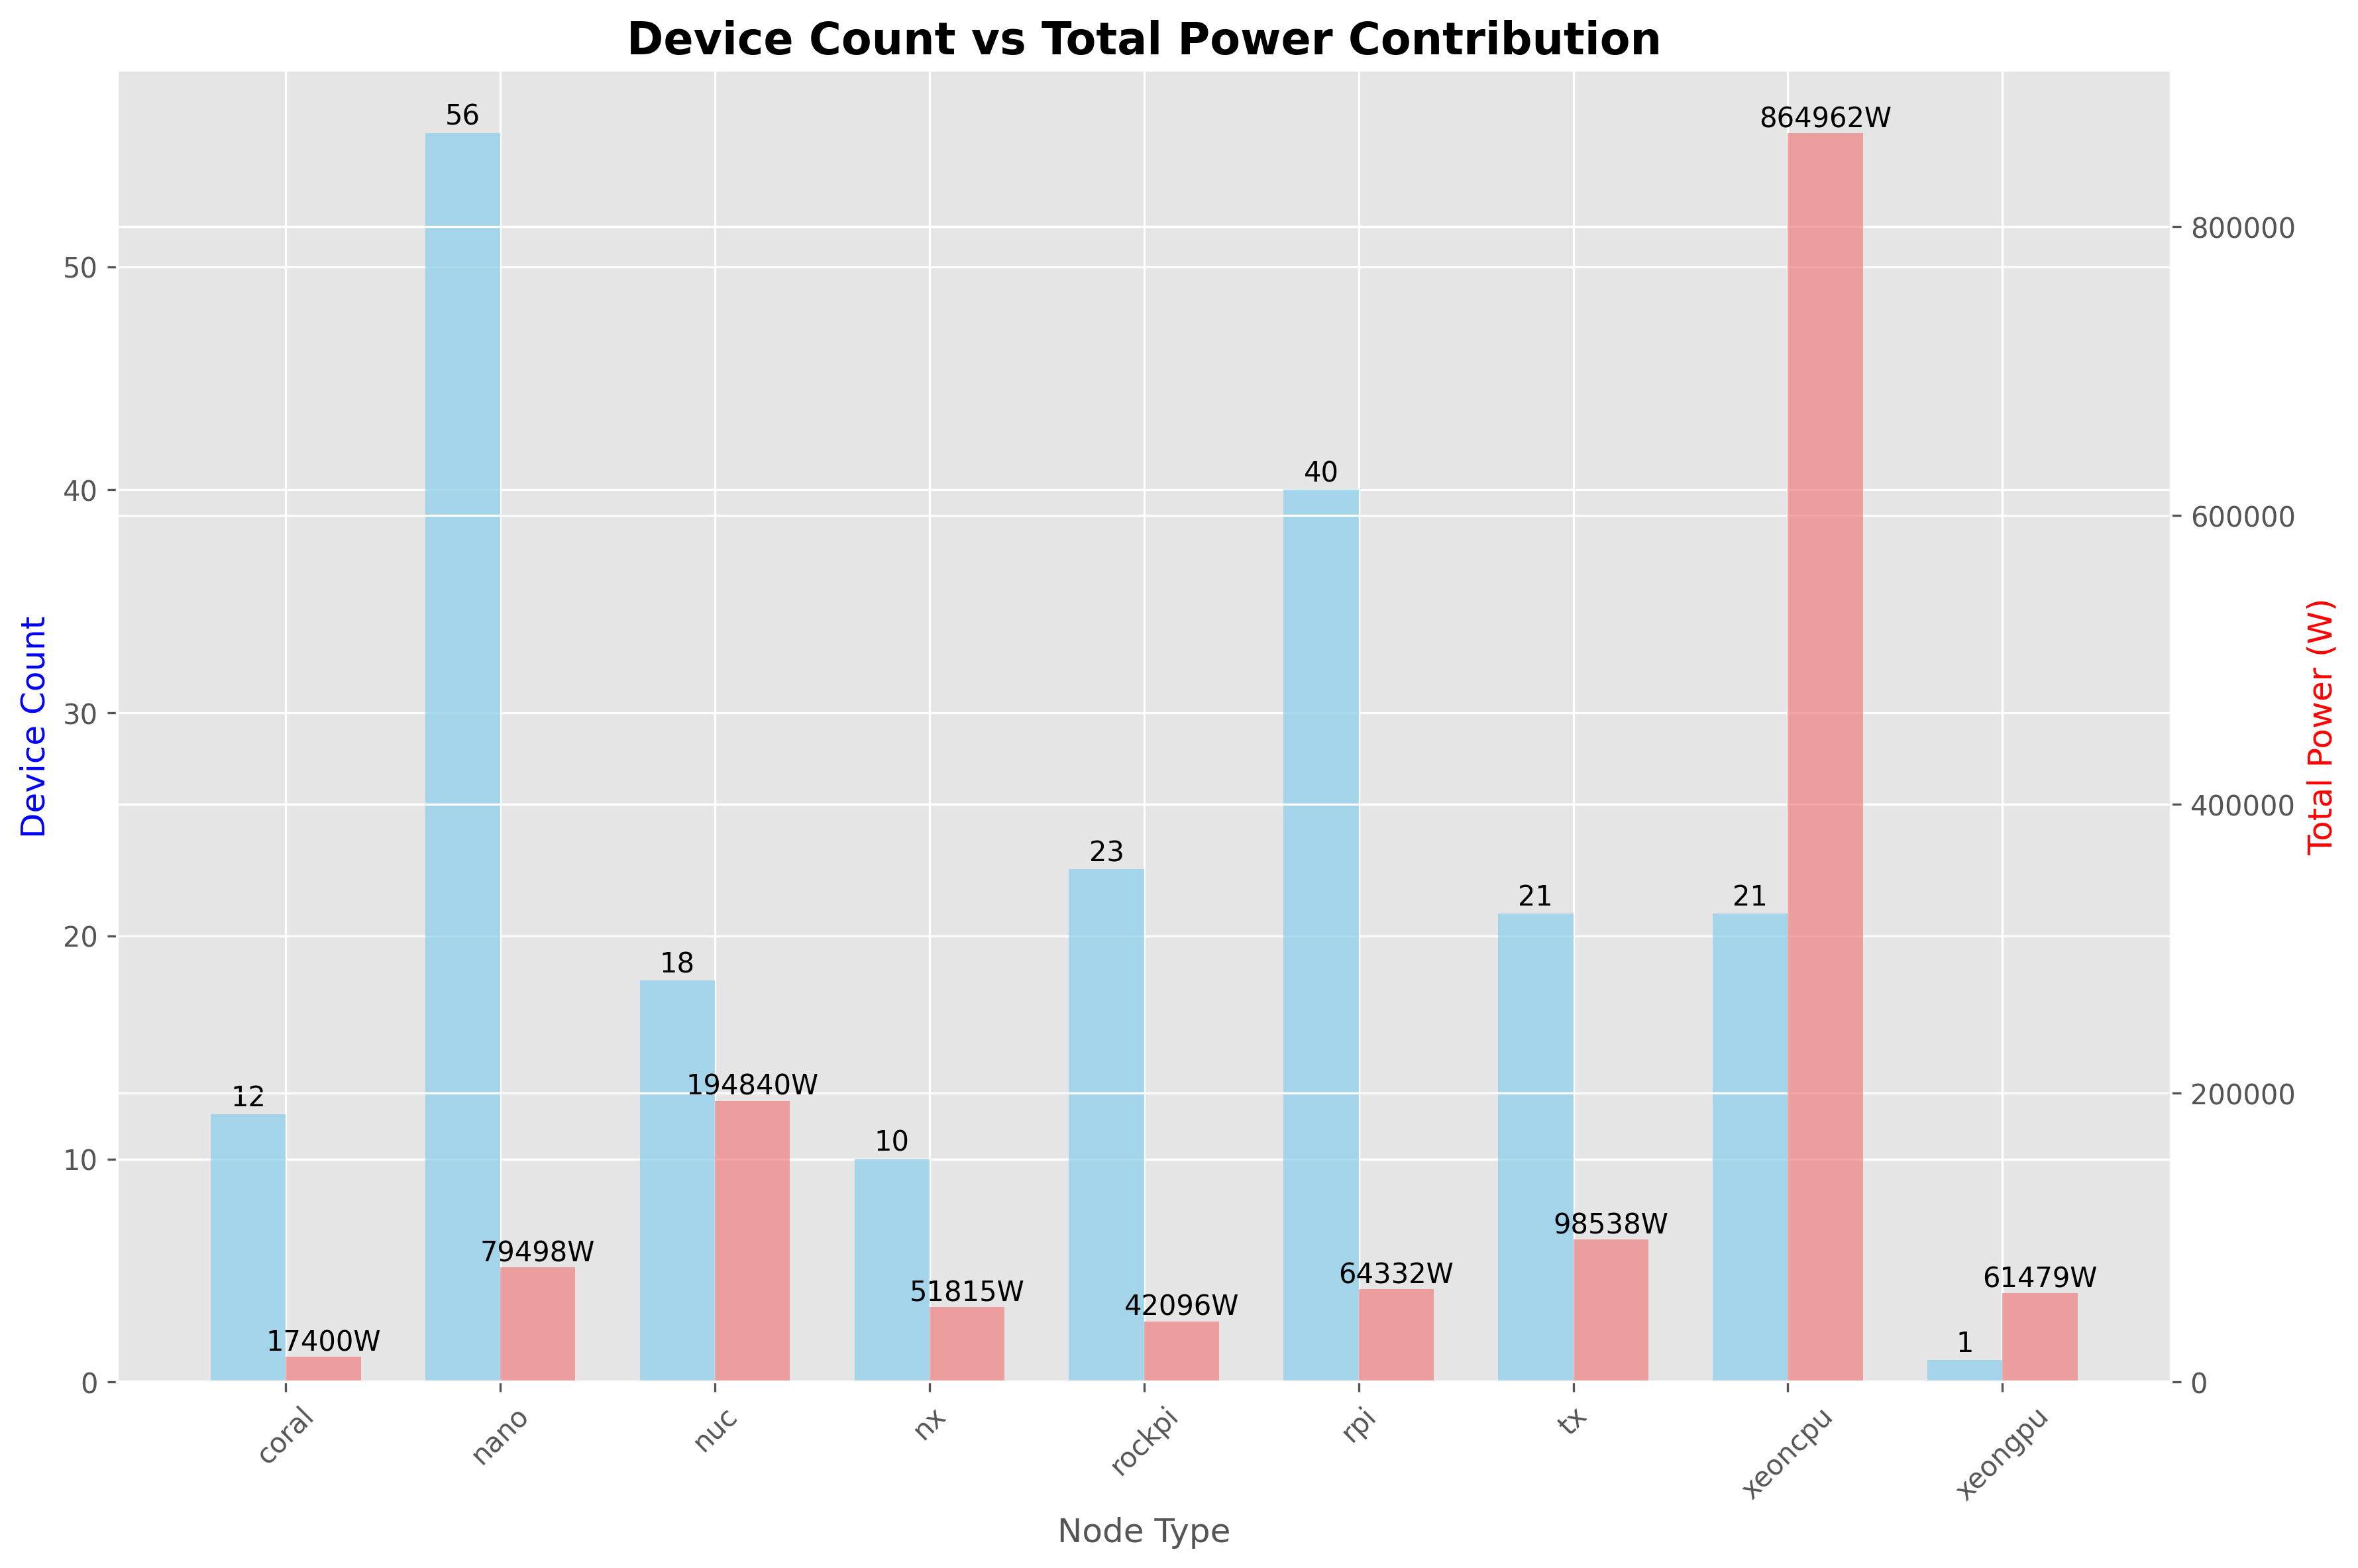 Device Count vs Total Power Contribution
56
864962W
800000
50
40
40
600000
Device Count
Total Power (W)
30
400000
23
21
21
20
18
12
194840W
200000
10
10
98538W
79498W
64332W
61479W
51815W
42096W
17400W
1
0
0
coral
nano
nuc
nx
rockpi
rpi
tx
xeoncpu
xeongpu
Node Type